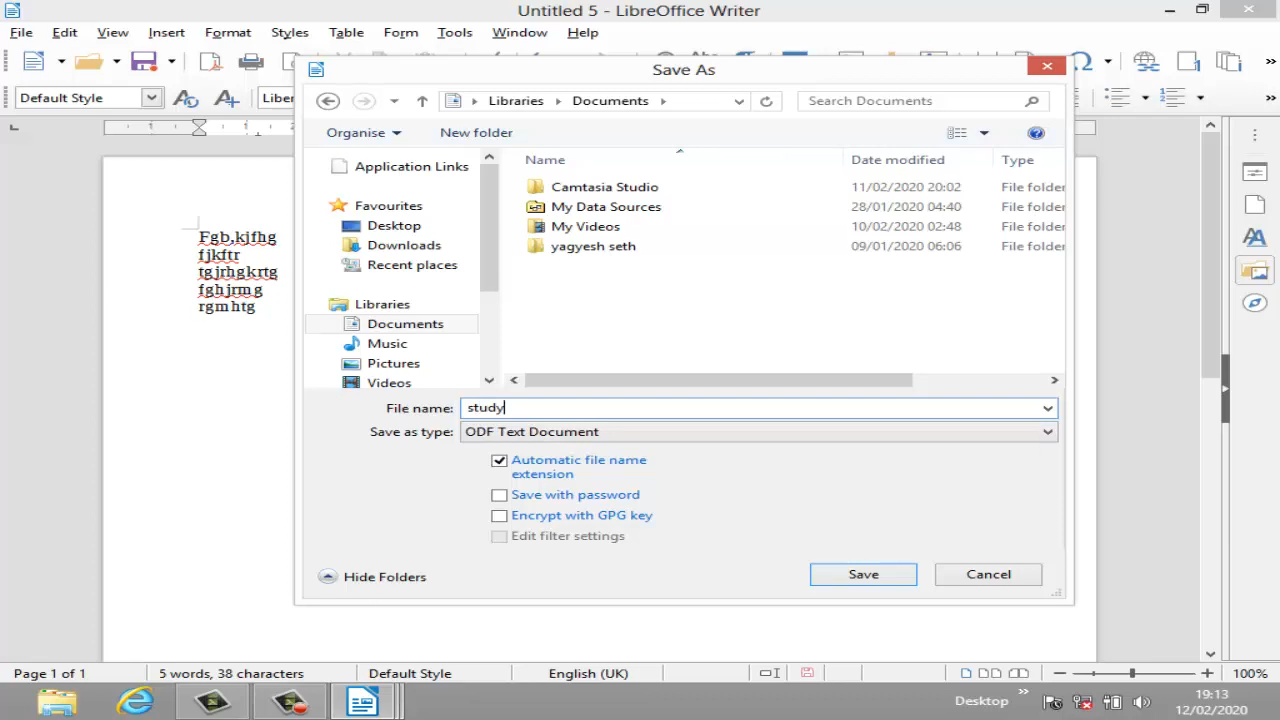 Untitled 5 - LibreOffice Writer
File Edit View Insert Format Styles Table Form Tools Window Help
Save As
Default Style
Liber
Libraries Documents
Search Documents
Organise New folder
Name Date modified Type
Application Links
Favourites
Desktop
Downloads
Recent places
Libraries
Documents
Music
Pictures
Videos
Camtasia Studio 11/02/2020 20:02 File folder
My Data Sources 28/01/2020 04:40 File folder
My Videos 10/02/2020 02:48 File folder
yagyesh seth 09/01/2020 06:06 File folder
Fgb,kjfhg
fjkftr
tgjrhgkrtg
fghjrmg
rgmhtg
File name: study
Save as type: ODF Text Document
Automatic file name
extension
Save with password
Encrypt with GPG key
Edit filter settings
Hide Folders
Save Cancel
Page 1 of 1 5 words, 38 characters Default Style English (UK) 100%
Desktop
19:13
12/02/2020